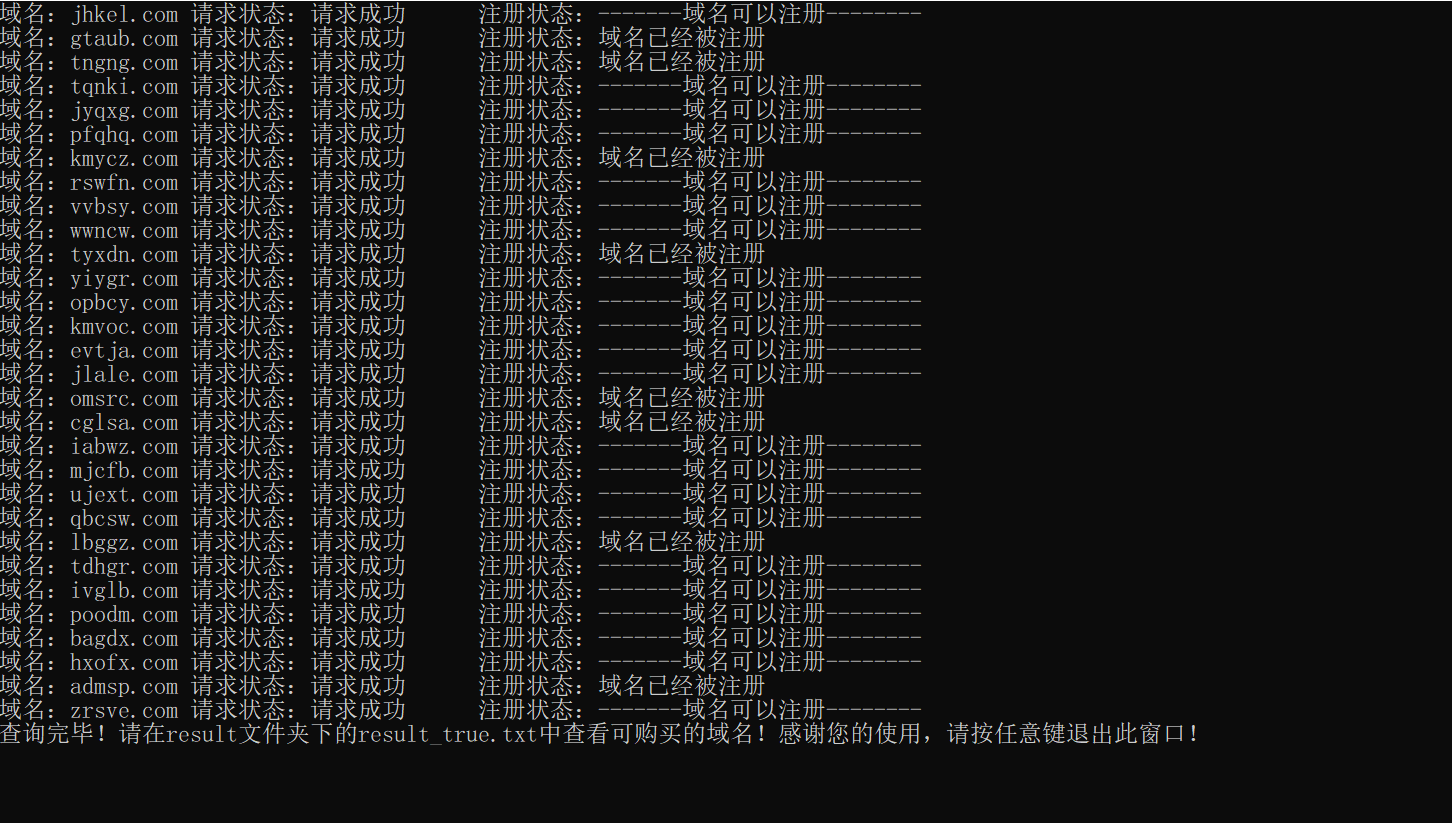 域名: jhkel.com 请求状态: 请求成功 注册状态: -------域名可以注册--------
域名: gtaub.com 请求状态: 请求成功 注册状态: 域名已经被注册
域名: tngng.com 请求状态: 请求成功 注册状态: 域名已经被注册
域名: tqnki.com 请求状态: 请求成功 注册状态: -------域名可以注册--------
域名: jyqxg.com 请求状态: 请求成功 注册状态: -------域名可以注册--------
域名: pfqhq.com 请求状态: 请求成功 注册状态: -------域名可以注册--------
域名: kmycz.com 请求状态: 请求成功 注册状态: 域名已经被注册
域名: rswfn.com 请求状态: 请求成功 注册状态: -------域名可以注册--------
域名: vvbsy.com 请求状态: 请求成功 注册状态: -------域名可以注册--------
域名: wwncw.com 请求状态: 请求成功 注册状态: -------域名可以注册--------
域名: tyxdn.com 请求状态: 请求成功 注册状态: 域名已经被注册
域名: yiygr.com 请求状态: 请求成功 注册状态: -------域名可以注册--------
域名: opbcy.com 请求状态: 请求成功 注册状态: -------域名可以注册--------
域名: kmvoc.com 请求状态: 请求成功 注册状态: -------域名可以注册--------
域名: evtja.com 请求状态: 请求成功 注册状态: -------域名可以注册--------
域名: jlale.com 请求状态: 请求成功 注册状态: -------域名可以注册--------
域名: omsrc.com 请求状态: 请求成功 注册状态: 域名已经被注册
域名: cglsa.com 请求状态: 请求成功 注册状态: 域名已经被注册
域名: iabwz.com 请求状态: 请求成功 注册状态: -------域名可以注册--------
域名: mjcfb.com 请求状态: 请求成功 注册状态: -------域名可以注册--------
域名: ujext.com 请求状态: 请求成功 注册状态: -------域名可以注册--------
域名: qbcsw.com 请求状态: 请求成功 注册状态: -------域名可以注册--------
域名: lbggz.com 请求状态: 请求成功 注册状态: 域名已经被注册
域名: tdhgr.com 请求状态: 请求成功 注册状态: -------域名可以注册--------
域名: ivglb.com 请求状态: 请求成功 注册状态: -------域名可以注册--------
域名: poodm.com 请求状态: 请求成功 注册状态: -------域名可以注册--------
域名: bagdx.com 请求状态: 请求成功 注册状态: -------域名可以注册--------
域名: hxofx.com 请求状态: 请求成功 注册状态: -------域名可以注册--------
域名: admsp.com 请求状态: 请求成功 注册状态: 域名已经被注册
域名: zrsve.com 请求状态: 请求成功 注册状态: -------域名可以注册--------
查询完毕！请在result文件夹下的result_true.txt中查看可购买的域名！感谢您的使用，请按任意键退出此窗口！